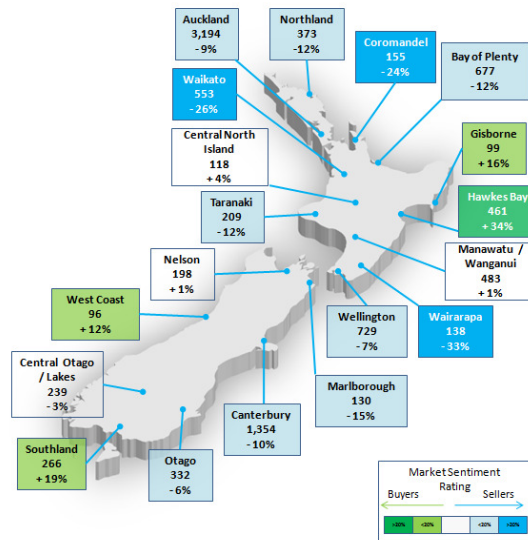 Auckland
3,194
- 9%
Northland
373
-12%
Coromandel
155
- 24%
Bay of Plenty
677
- 12%
Waikato
553
- 26%
Gisborne
99
+ 16%
Central North
Island
118
+ 4%
Hawkes Bay
461
+ 34%
Taranaki
209
- 12%
Manawatu /
Wanganui
483
+ 1%
Nelson
198
+ 1%
West Coast
96
+ 12%
Wellington
729
- 7%
Wairarapa
138
- 33%
Central Otago
/ Lakes
239
- 3%
Marlborough
130
- 15%
Canterbury
1,354
- 10%
Southland
266
+ 19%
Otago
332
- 6%
Market Sentiment
Rating
Buyers
Sellers